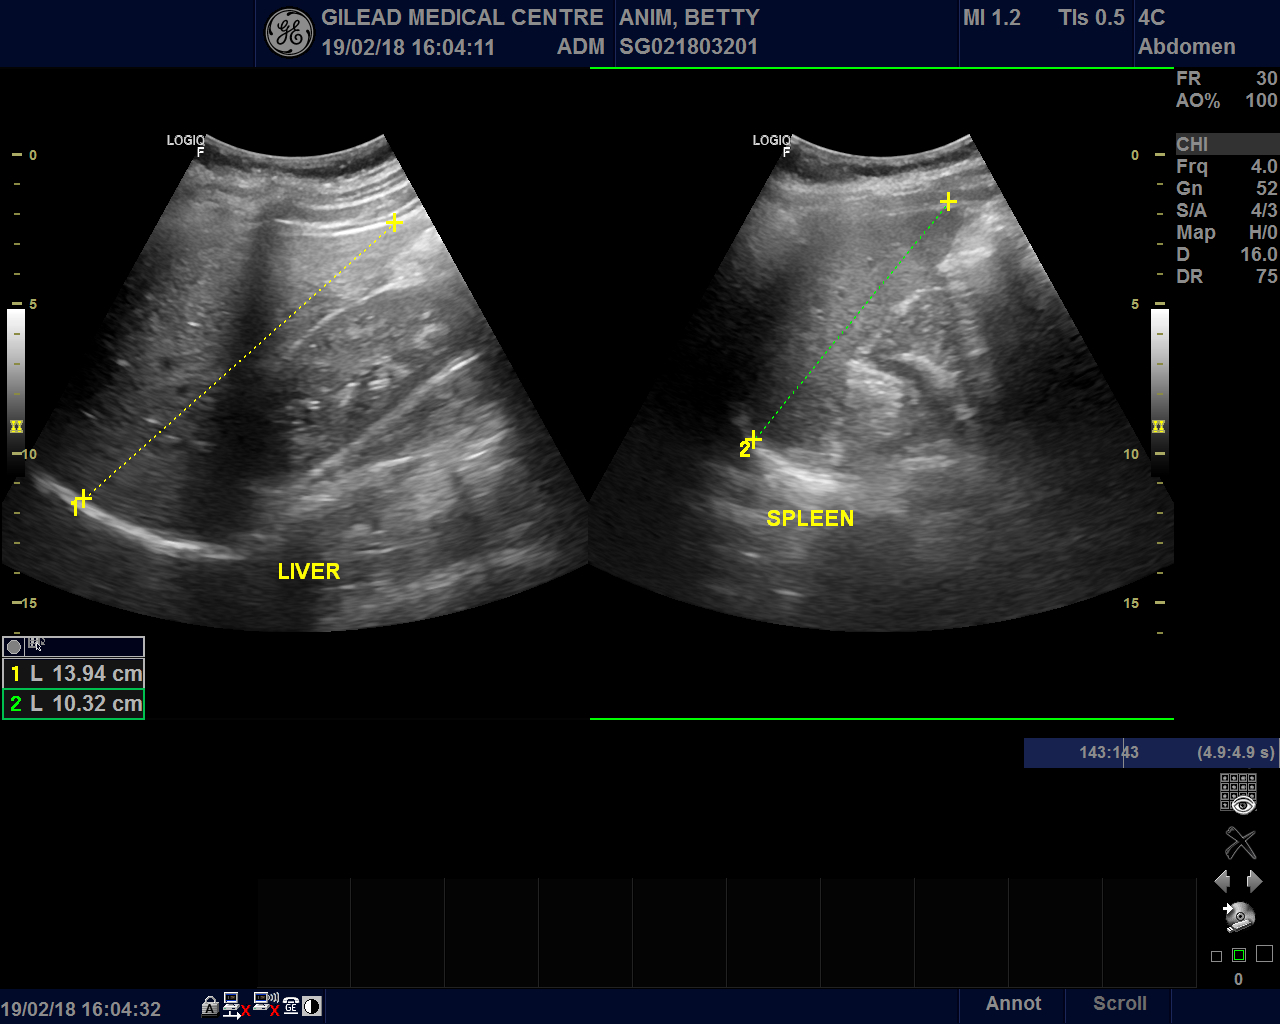 GILEAD MEDICAL CENTRE
19/02/18 16:04:11 ADM
ANIM, BETTY
SG021803201
MI 1.2 TIs 0.5
4C
Abdomen
FR 30
AO% 100
CHI
Frq 4.0
Gn 52
S/A 4/3
Map H/0
D 16.0
DR 75
LOGIQ
F
0
5
10
15
1
LIVER
LOGIQ
F
0
5
10
15
2
SPLEEN
1 L 13.94 cm
2 L 10.32 cm
143:143 (4.9:4.9 s)
0
19/02/18 16:04:32
Annot
Scroll